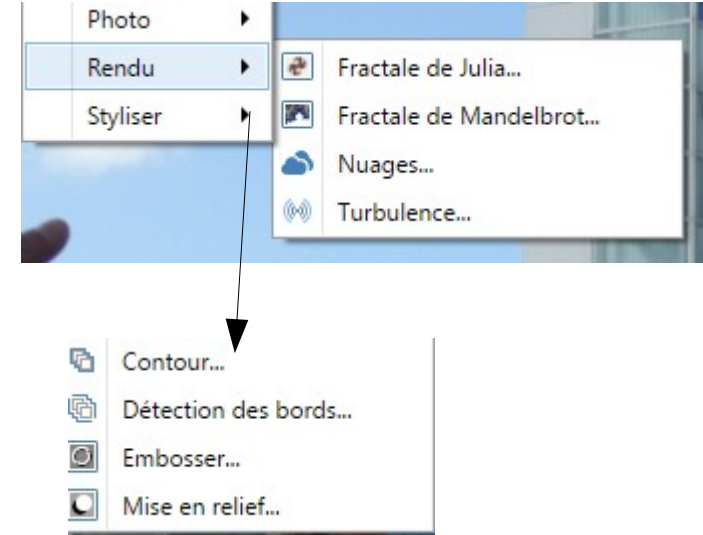 Photo
Rendu
Styliser
Fractale de Julia...
Fractale de Mandelbrot...
Nuages...
Turbulence...
Contour...
Détection des bords...
Embosser...
Mise en relief...